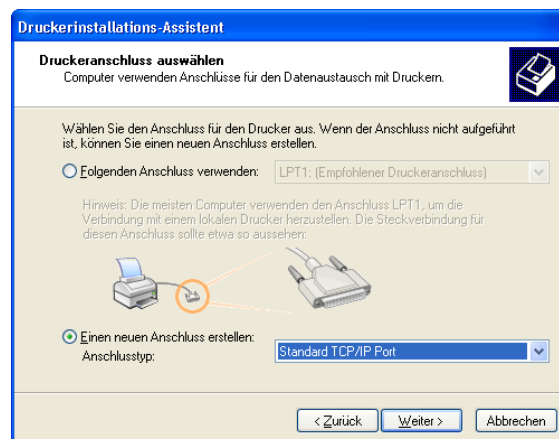 Druckerinstallations-Assistent
Druckeranschluss auswählen
Computer verwenden Anschlüsse für den Datenaustausch mit Druckern.
Wählen Sie den Anschluss für den Drucker aus. Wenn der Anschluss nicht aufgeführt
ist, können Sie einen neuen Anschluss erstellen.
Folgenden Anschluss verwenden: LPT1: (Empfohlener Druckeranschluss)
Hinweis: Die meisten Computer verwenden den Anschluss LPT1, um die
Verbindung mit einem lokalen Drucker herzustellen. Die Steckverbindung für
diesen Anschluss sollte etwa so aussehen:
Einen neuen Anschluss erstellen:
Anschlusstyp: Standard TCP/IP Port
< Zurück Weiter > Abbrechen